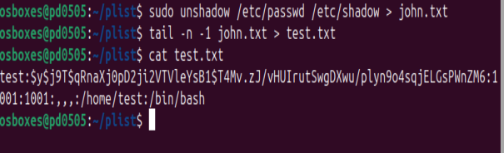 osboxes@pd0505:~/plist$ sudo unshadow /etc/passwd /etc/shadow > john.txt
osboxes@pd0505:~/plist$ tail -n -1 john.txt > test.txt
osboxes@pd0505:~/plist$ cat test.txt
test:$y$j9T$qRnaXj0pD2ji2VTVleYsB1$T4Mv.zJ/vHUIrutSwgDXwu/plyn9o4sqjELGsPWnZM6:1
001:1001:,,,:/home/test:/bin/bash
osboxes@pd0505:~/plist$